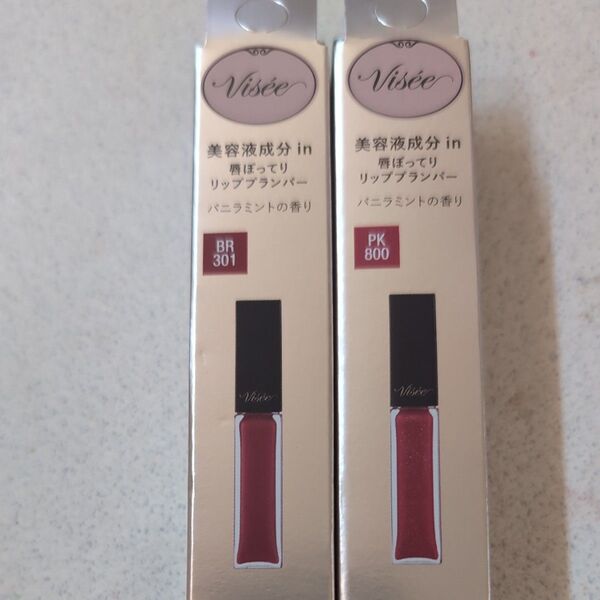 Visée
美容液成分 in
唇ぽってり
リッププランパー
バニラミントの香り
BR
301
Visée
Visée
美容液成分 in
唇ぽってり
リッププランパー
バニラミントの香り
PK
800
Visée